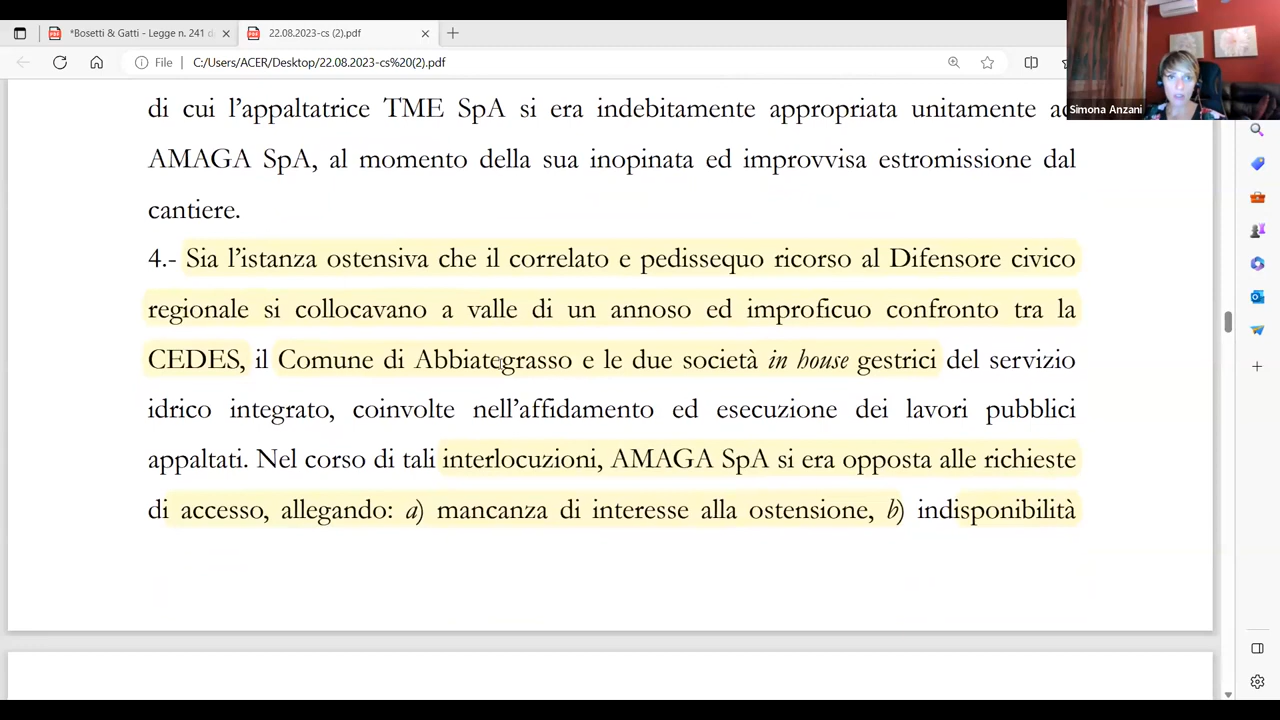 *Bosetti & Gatti - Legge n. 241 d
22.08.2023-cs (2).pdf
File
C:/Users/ACER/Desktop/22.08.2023-cs%20(2).pdf
Simona Anzani
di cui l'appaltatrice TME SpA si era indebitamente appropriata unitamente
AMAGA SpA, al momento della sua inopinata ed improvvisa estromissione dal
cantiere.
4.- Sia l'istanza ostensiva che il correlato e pedissequo ricorso al Difensore civico
regionale si collocavano a valle di un annoso ed improficuo confronto tra la
CEDES, il Comune di Abbiategrasso e le due società in house gestrici del servizio
idrico integrato, coinvolte nell'affidamento ed esecuzione dei lavori pubblici
appaltati. Nel corso di tali interlocuzioni, AMAGA SpA si era opposta alle richieste
di accesso, allegando: a) mancanza di interesse alla ostensione, b) indisponibilità